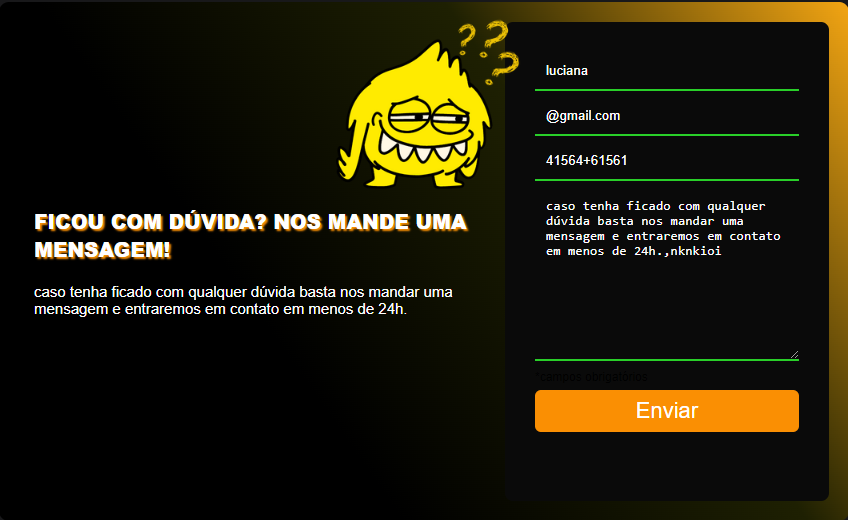 ? ? ?
FICOU COM DÚVIDA? NOS MANDE UMA
MENSAGEM!
caso tenha ficado com qualquer dúvida basta nos mandar uma
mensagem e entraremos em contato em menos de 24h.
luciana
@gmail.com
41564+61561
caso tenha ficado com qualquer
dúvida basta nos mandar uma
mensagem e entraremos em contato
em menos de 24h.,nknkioi
*campos obrigatórios
Enviar